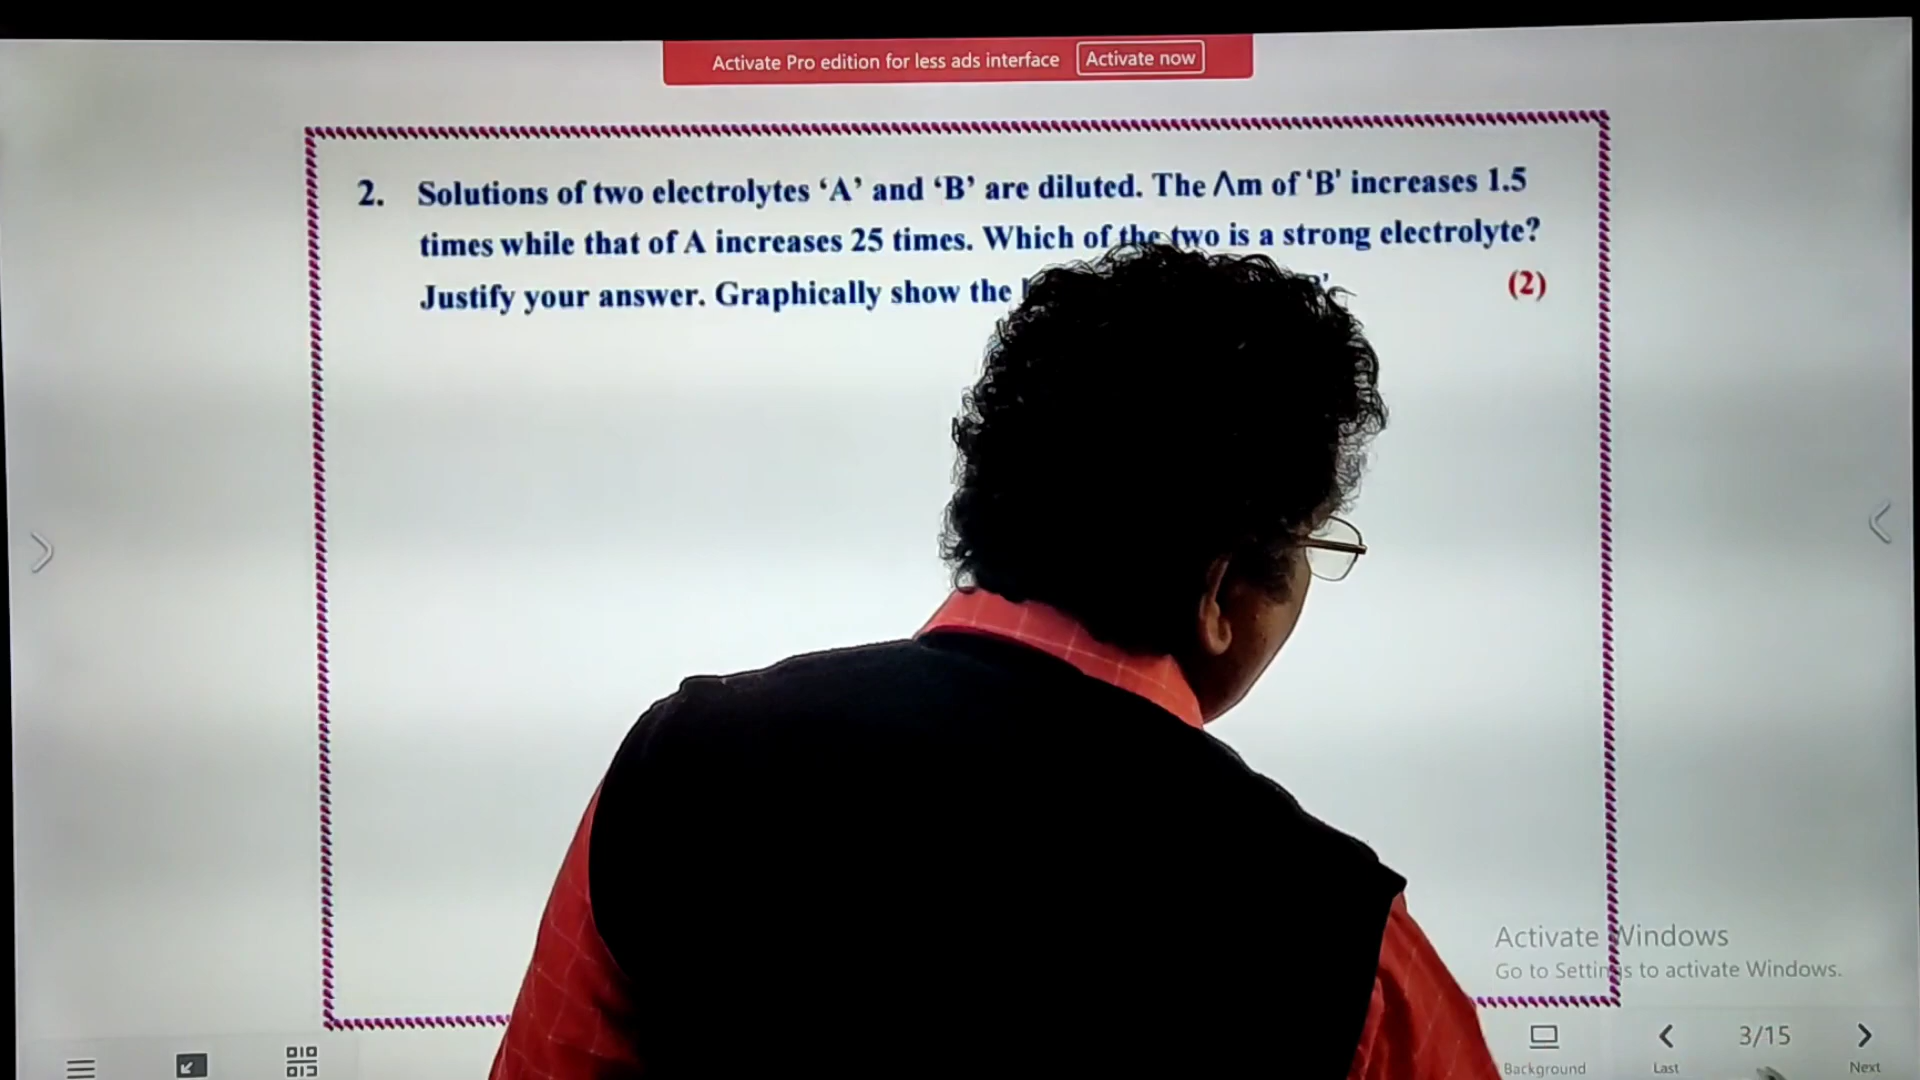 Activate Pro edition for less ads interface Activate now
2. Solutions of two electrolytes ‘A’ and ‘B’ are diluted. The Λm of ‘B' increases 1.5
times while that of A increases 25 times. Which of the two is a strong electrolyte?
Justify your answer. Graphically show the (2)
Activate Windows
Go to Settings to activate Windows.
3/15
Background Last Next